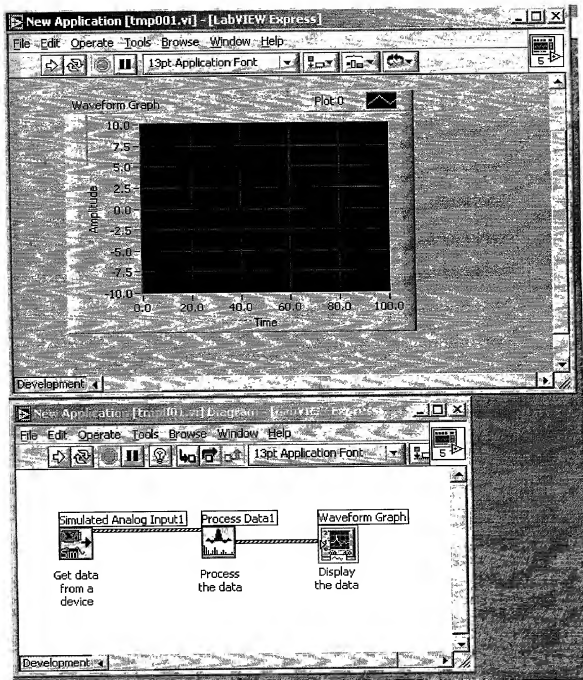 New Application [tmp001.vi] - [LabVIEW Express]
File Edit Operate Tools Browse Window Help
13pt Application Font
5
Waveform Graph
Plot 0
10.0
7.5
5.0
2.5
0.0
-2.5
-5.0
-7.5
-10.0
Amplitude
0.0 20.0 40.0 60.0 80.0 100.0
Time
Development
New Application [tmp001.vi] Diagram - [LabVIEW Express]
File Edit Operate Tools Browse Window Help
13pt Application Font
5
Simulated Analog Input1 Process Data1 Waveform Graph
Sim
Get data from a device
Process the data
Display the data
Development